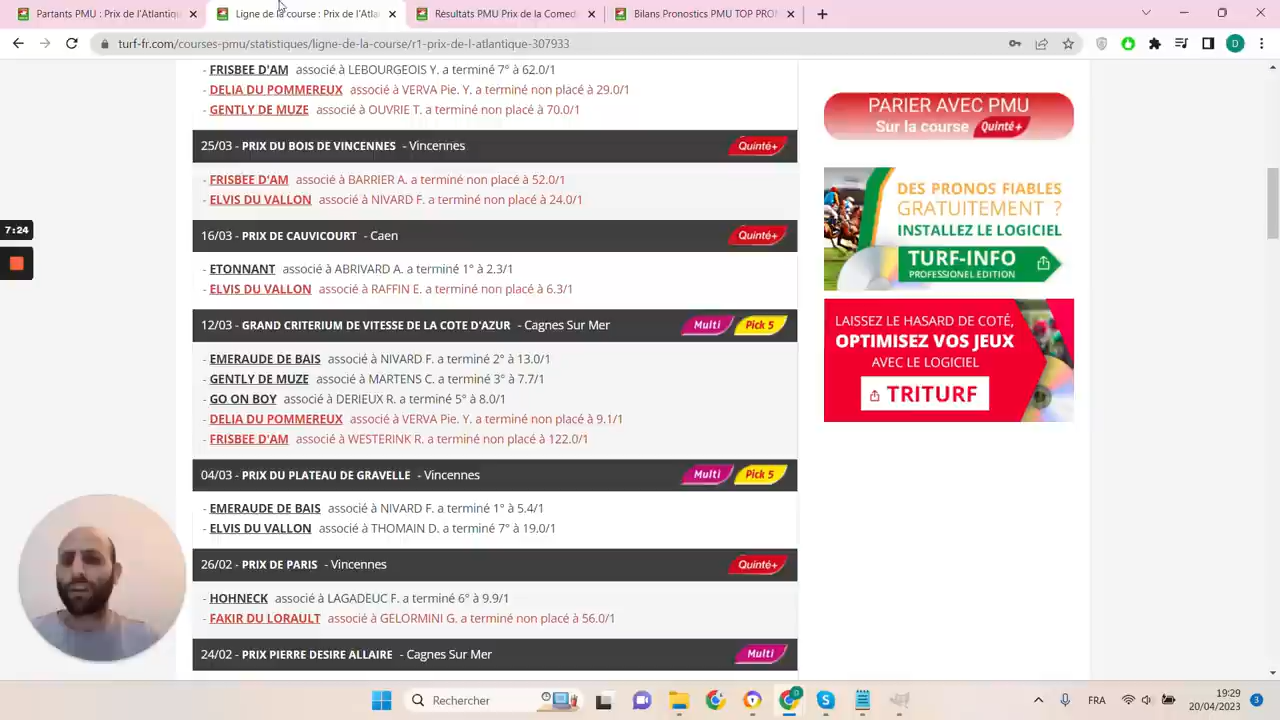 Partants PMU : Prix de l'Atlantiq
Ligne de la course : Prix de l'Atla
Résultats PMU Prix de la Comed
Bilans Pronostics PMU TOP PRO
turf-fr.com/courses-pmu/statistiques/ligne-de-la-course/r1-prix-de-l-atlantique-307933
- FRISBEE D'AM associé à LEBOURGEOIS Y. a terminé 7° à 62.0/1
- DELIA DU POMMEREUX associé à VERVA Pie. Y. a terminé non placé à 29.0/1
- GENTLY DE MUZE associé à OUVRIE T. a terminé non placé à 70.0/1
25/03 - PRIX DU BOIS DE VINCENNES - Vincennes Quinté+
- FRISBEE D'AM associé à BARRIER A. a terminé non placé à 52.0/1
- ELVIS DU VALLON associé à NIVARD F. a terminé non placé à 24.0/1
16/03 - PRIX DE CAUVICOURT - Caen Quinté+
- ETONNANT associé à ABRIVARD A. a terminé 1° à 2.3/1
- ELVIS DU VALLON associé à RAFFIN E. a terminé non placé à 6.3/1
12/03 - GRAND CRITERIUM DE VITESSE DE LA COTE D'AZUR - Cagnes Sur Mer Multi Pick 5
- EMERAUDE DE BAIS associé à NIVARD F. a terminé 2° à 13.0/1
- GENTLY DE MUZE associé à MARTENS C. a terminé 3° à 7.7/1
- GO ON BOY associé à DERIEUX R. a terminé 5° à 8.0/1
- DELIA DU POMMEREUX associé à VERVA Pie. Y. a terminé non placé à 9.1/1
- FRISBEE D'AM associé à WESTERINK R. a terminé non placé à 122.0/1
04/03 - PRIX DU PLATEAU DE GRAVELLE - Vincennes Multi Pick 5
- EMERAUDE DE BAIS associé à NIVARD F. a terminé 1° à 5.4/1
- ELVIS DU VALLON associé à THOMAIN D. a terminé 7° à 19.0/1
26/02 - PRIX DE PARIS - Vincennes Quinté+
- HOHNECK associé à LAGADEUC F. a terminé 6° à 9.9/1
- FAKIR DU LORAULT associé à GELORMINI G. a terminé non placé à 56.0/1
24/02 - PRIX PIERRE DESIRE ALLAIRE - Cagnes Sur Mer Multi
PARIER AVEC PMU
Sur la course Quinté+
DES PRONOS FIABLES
GRATUITEMENT ?
INSTALLEZ LE LOGICIEL
TURF-INFO
PROFESSIONEL EDITION
LAISSEZ LE HASARD DE COTÉ,
OPTIMISEZ VOS JEUX
AVEC LE LOGICIEL
TRITURF
7:24
D
Rechercher
D
FRA
19:29
20/04/2023
3